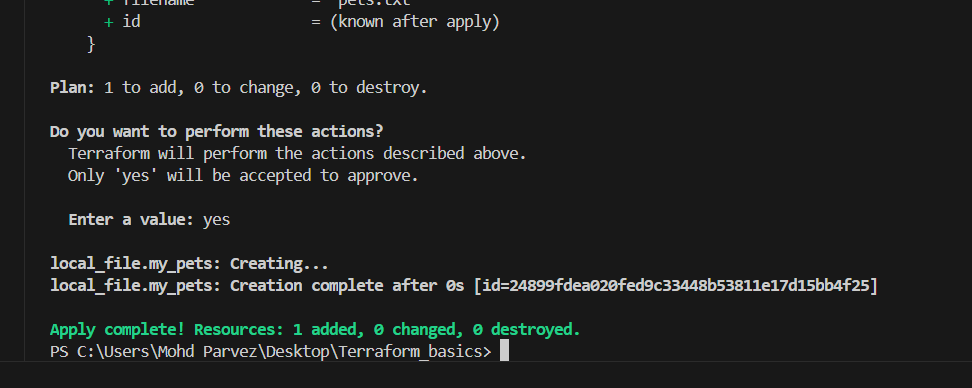 + filename = "pets.txt"
+ id = (known after apply)
}
Plan: 1 to add, 0 to change, 0 to destroy.
Do you want to perform these actions?
Terraform will perform the actions described above.
Only 'yes' will be accepted to approve.
Enter a value: yes
local_file.my_pets: Creating...
local_file.my_pets: Creation complete after 0s [id=24899fdea020fed9c33448b53811e17d15bb4f25]
Apply complete! Resources: 1 added, 0 changed, 0 destroyed.
PS C:\Users\Mohd Parvez\Desktop\Terraform_basics>